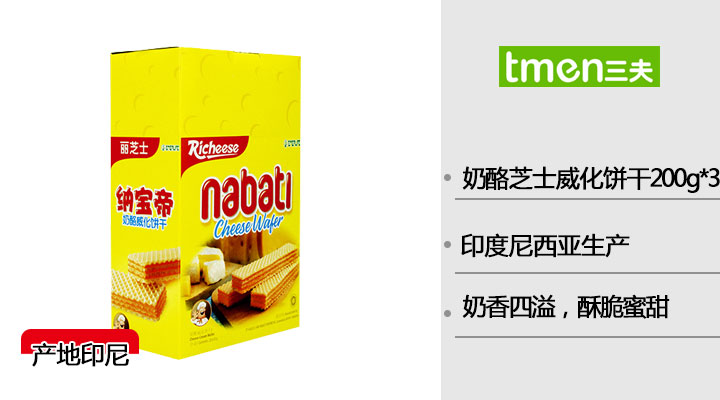 丽芝士
Richeese
纳宝帝
奶酪威化饼干
nabati
Cheese Wafer
产地印尼
tmen三夫
奶酪芝士威化饼干200g*3
印度尼西亚生产
奶香四溢，酥脆蜜甜